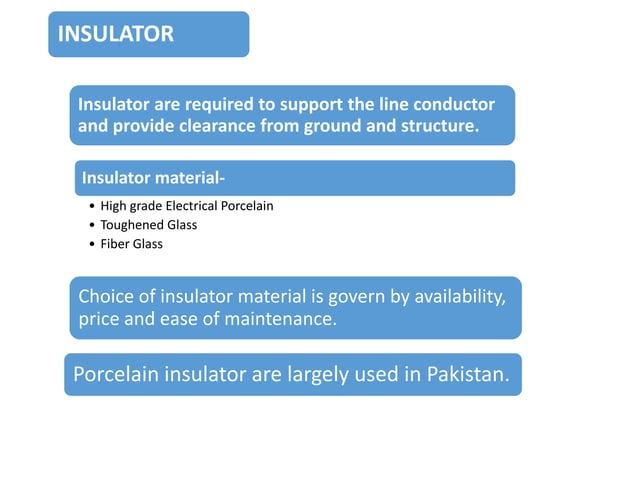 INSULATOR
Insulator are required to support the line conductor
and provide clearance from ground and structure.
Insulator material-
• High grade Electrical Porcelain
• Toughened Glass
• Fiber Glass
Choice of insulator material is govern by availability,
price and ease of maintenance.
Porcelain insulator are largely used in Pakistan.